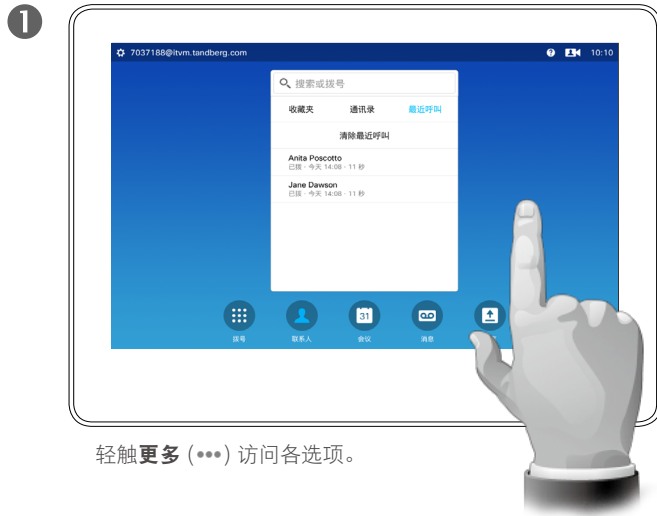 1
7037188@itvm.tandberg.com ? 10:10
搜索或拨号
收藏夹 通讯录 最近呼叫
清除最近呼叫
Anita Poscotto
已拨 - 今天 14:08 - 11 秒
Jane Dawson
已拨 - 今天 14:08 - 11 秒
31
拨号 联系人 会议 消息
轻触更多 (•••) 访问各选项。